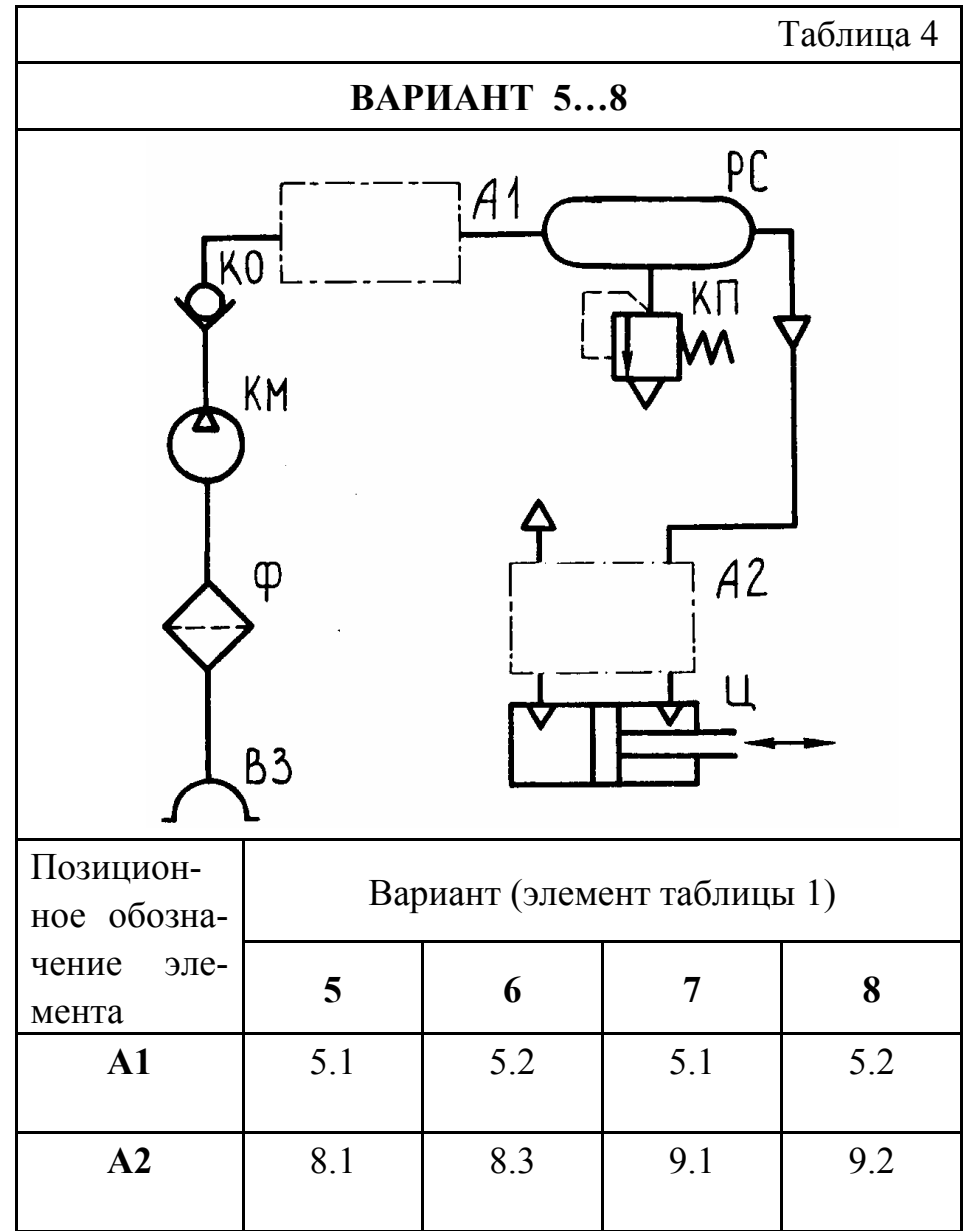 Таблица 4
ВАРИАНТ 5...8
РС
А1
КО
КП
КМ
Ф
А2
Ц
ВЗ
Позицион-
ное обозна-
чение эле-
мента
Вариант (элемент таблицы 1)
5 6 7 8
А1 5.1 5.2 5.1 5.2
А2 8.1 8.3 9.1 9.2